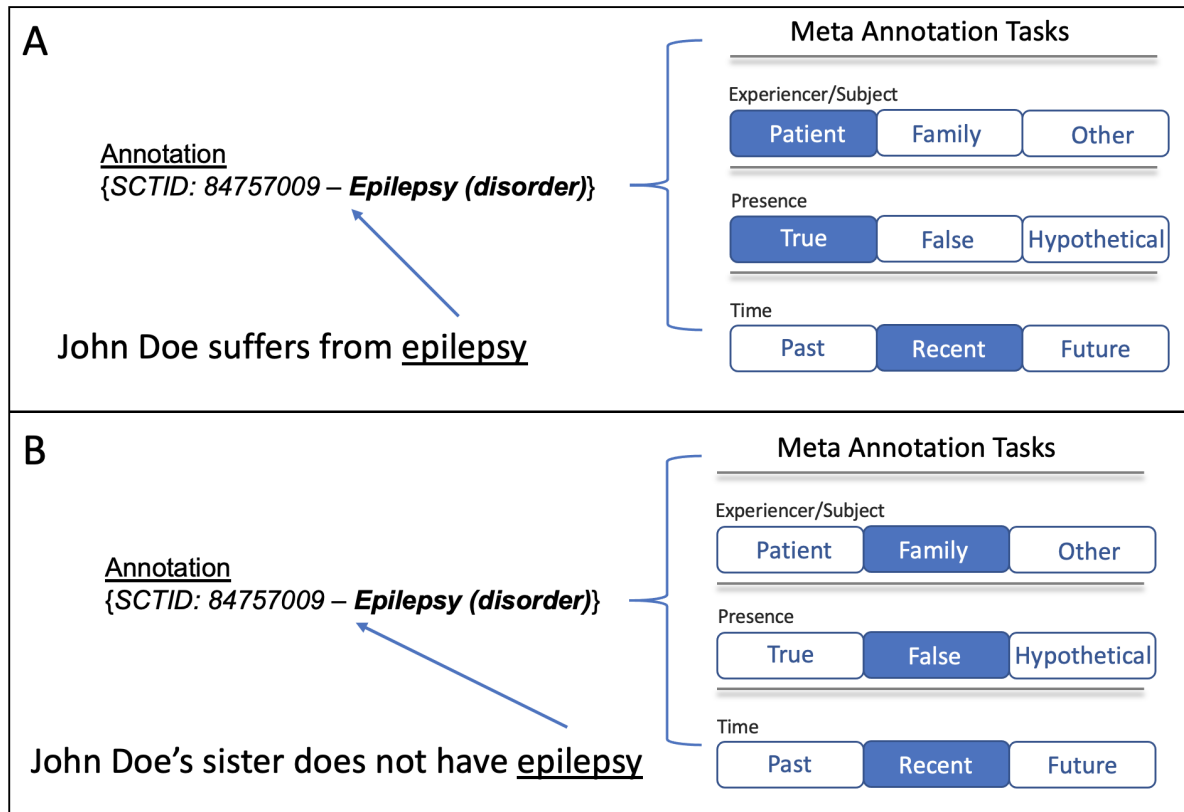 A
Meta Annotation Tasks
Experiencer/Subject
Patient Family Other
Annotation
{SCTID: 84757009 – Epilepsy (disorder)}
Presence
True False Hypothetical
Time
John Doe suffers from epilepsy
Past Recent Future
B
Meta Annotation Tasks
Experiencer/Subject
Patient Family Other
Annotation
{SCTID: 84757009 – Epilepsy (disorder)}
Presence
True False Hypothetical
Time
John Doe’s sister does not have epilepsy
Past Recent Future